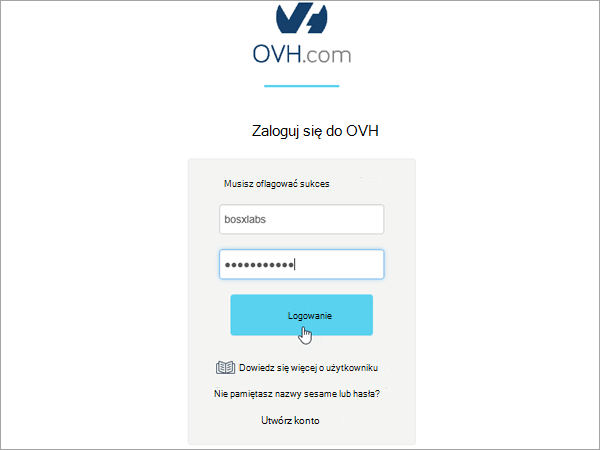 OVH.com
Zaloguj się do OVH
Musisz oflagować sukces
bosxlabs
●●●●●●●●●●●
Logowanie
Dowiedz się więcej o użytkowniku
Nie pamiętasz nazwy sesame lub hasła?
Utwórz konto